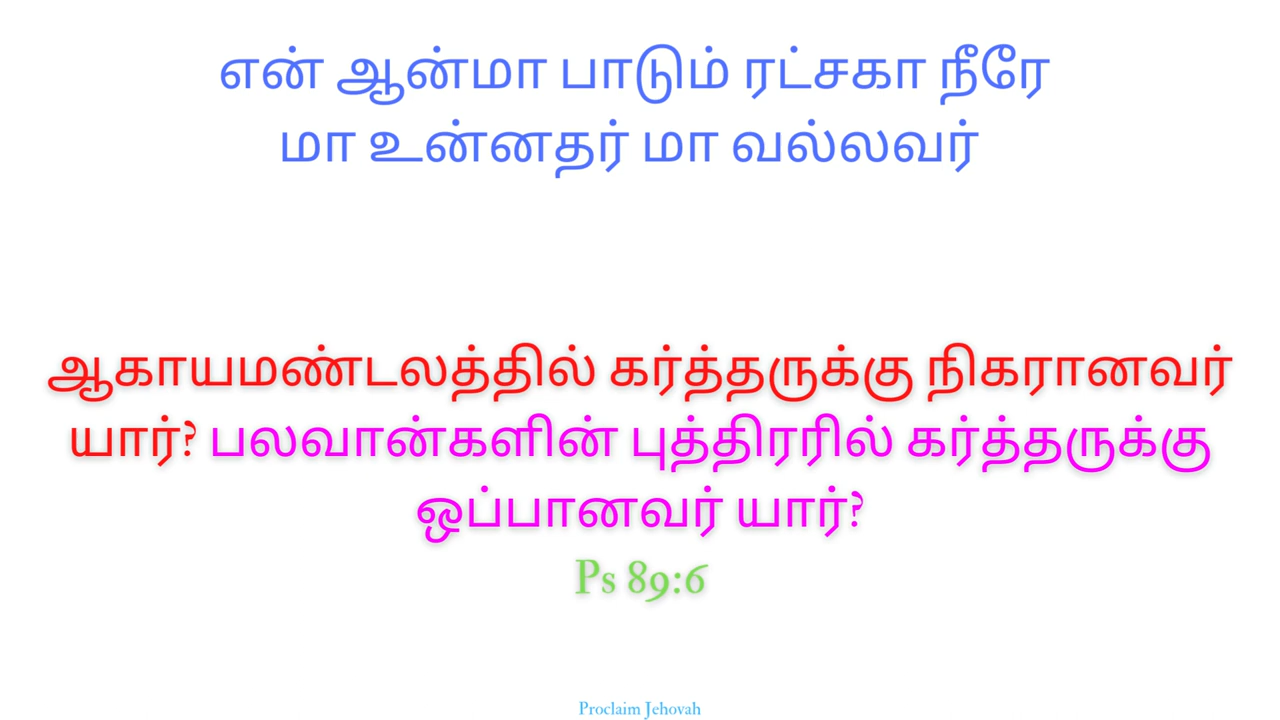 என் ஆன்மா பாடும் ரட்சகா நீரே
மா உன்னதர் மா வல்லவர்
ஆகாயமண்டலத்தில் கர்த்தருக்கு நிகரானவர்
யார்? பலவான்களின் புத்திரரில் கர்த்தருக்கு
ஒப்பானவர் யார்?
Ps 89:6
Proclaim Jehovah